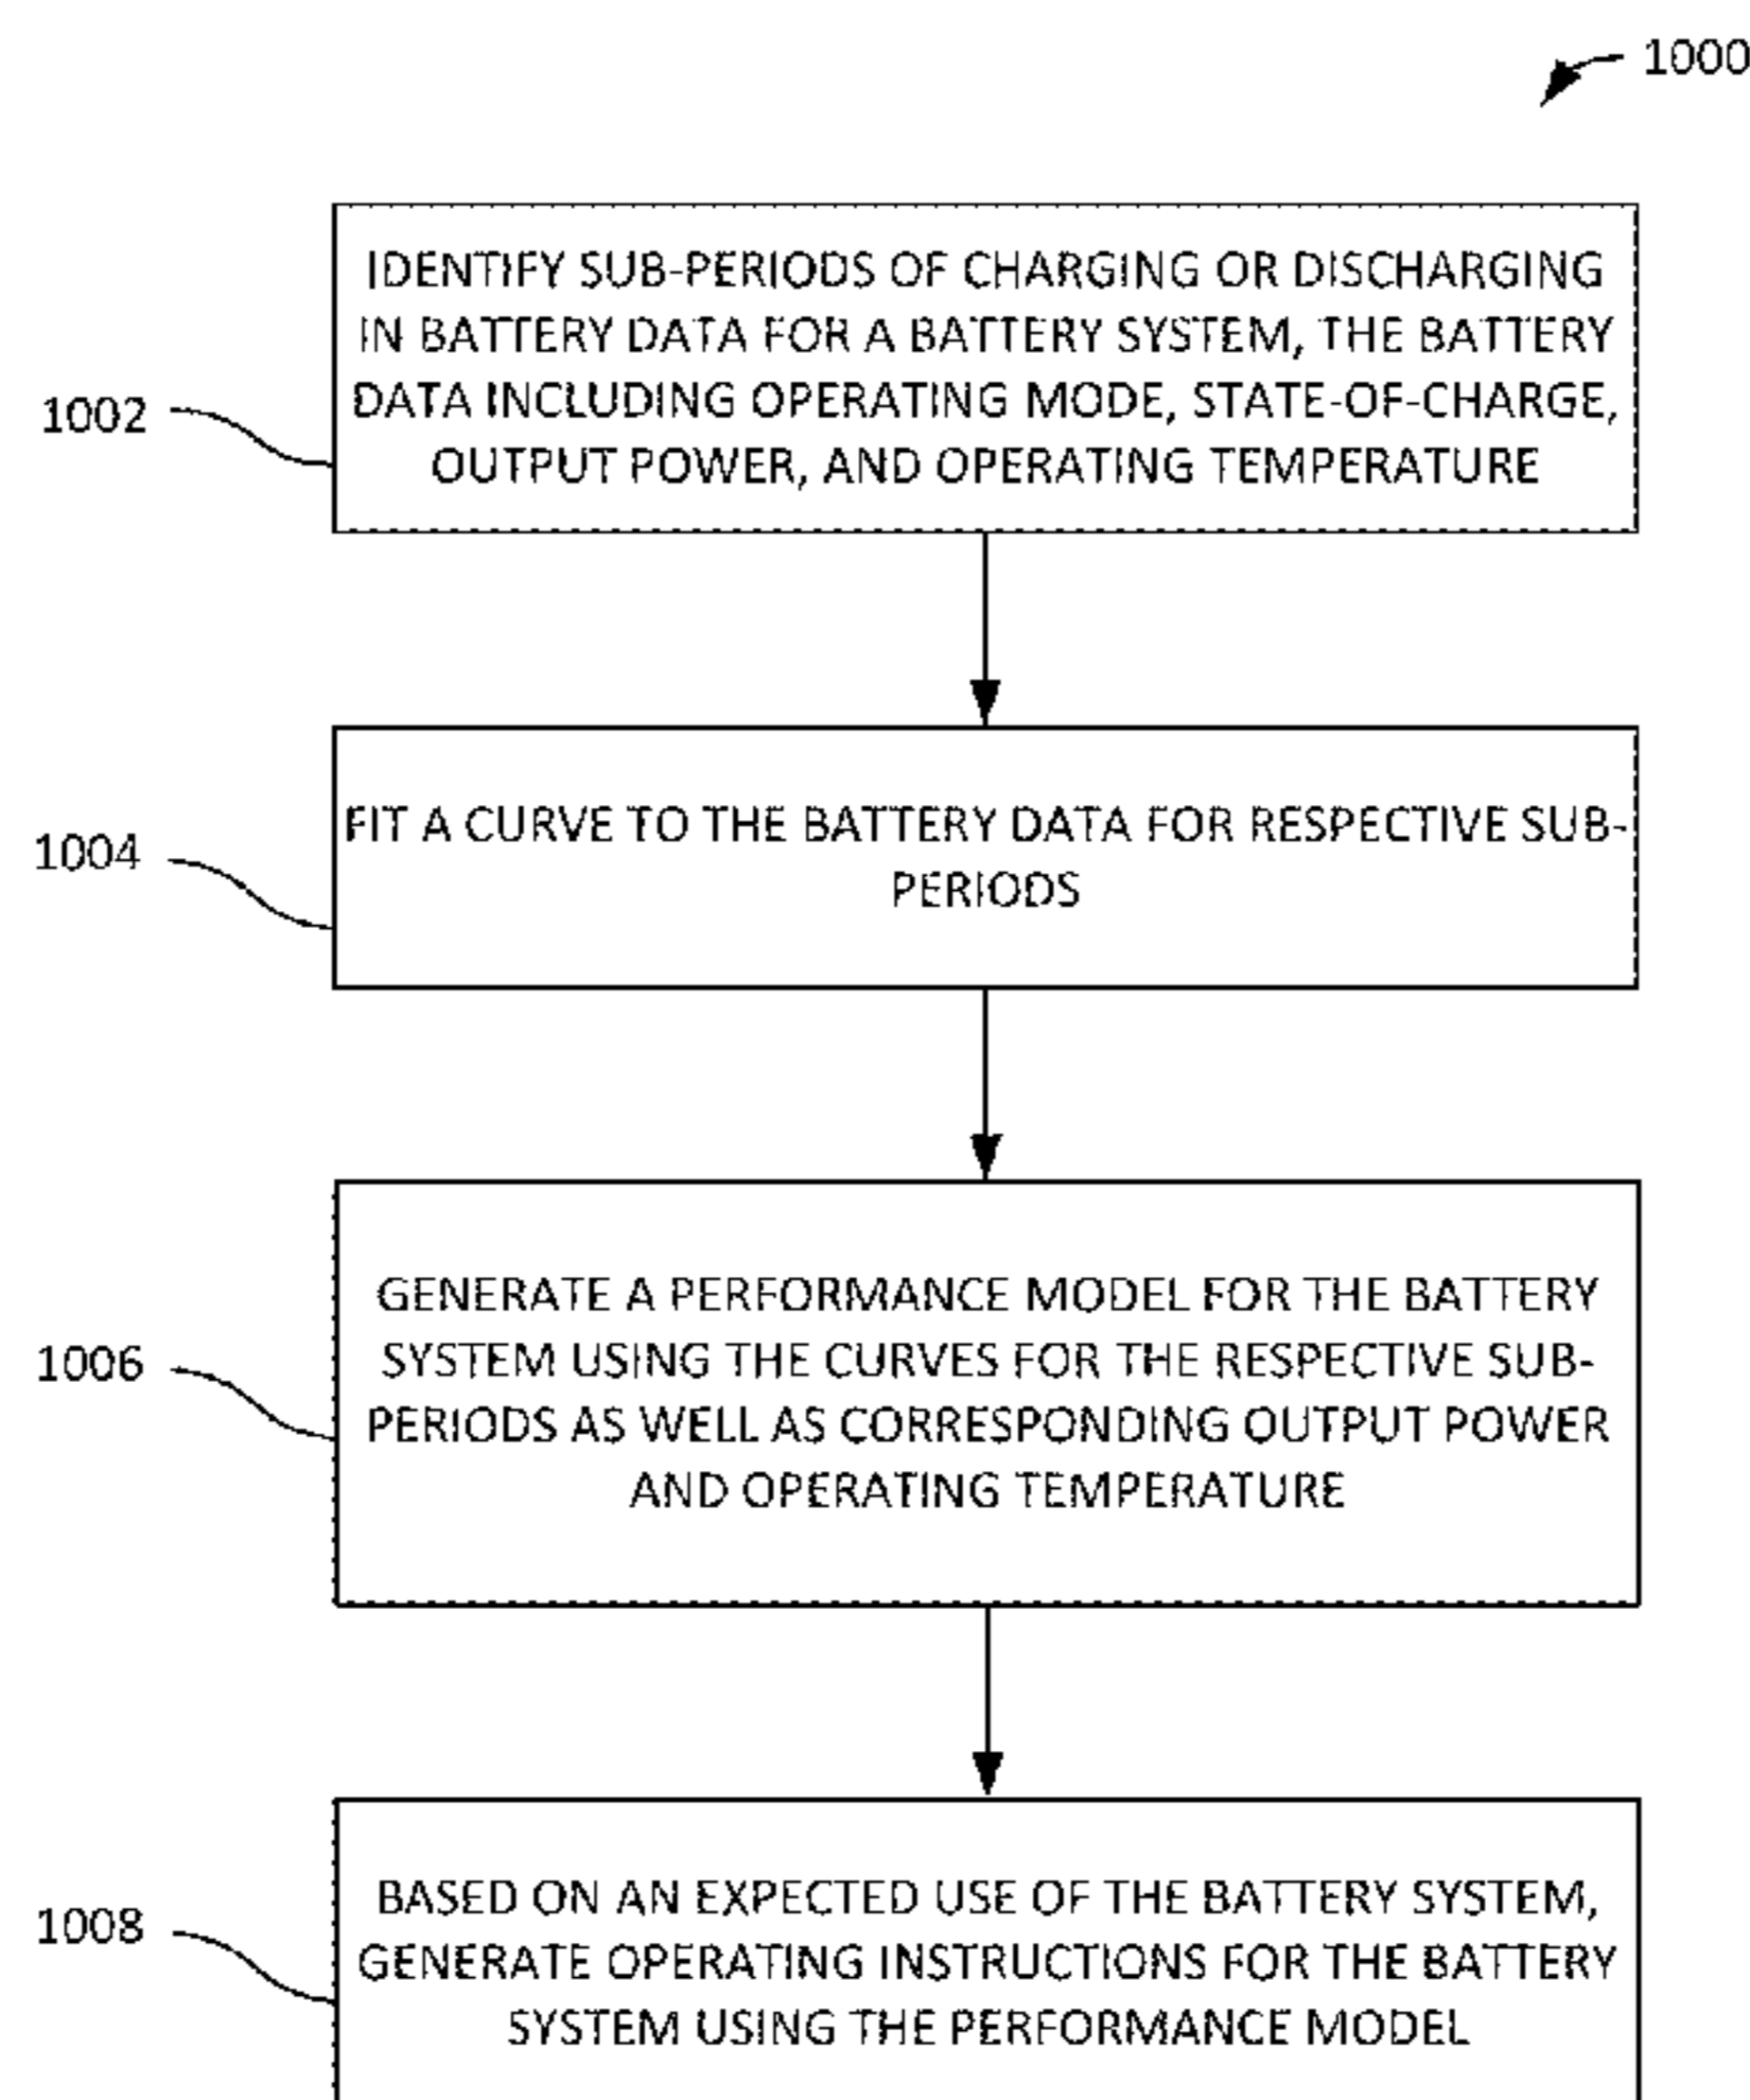 1000
IDENTIFY SUB-PERIODS OF CHARGING OR DISCHARGING
IN BATTERY DATA FOR A BATTERY SYSTEM, THE BATTERY
DATA INCLUDING OPERATING MODE, STATE-OF-CHARGE,
OUTPUT POWER, AND OPERATING TEMPERATURE
1002
FIT A CURVE TO THE BATTERY DATA FOR RESPECTIVE SUB-
PERIODS
1004
GENERATE A PERFORMANCE MODEL FOR THE BATTERY
SYSTEM USING THE CURVES FOR THE RESPECTIVE SUB-
PERIODS AS WELL AS CORRESPONDING OUTPUT POWER
AND OPERATING TEMPERATURE
1006
BASED ON AN EXPECTED USE OF THE BATTERY SYSTEM,
GENERATE OPERATING INSTRUCTIONS FOR THE BATTERY
SYSTEM USING THE PERFORMANCE MODEL
1008